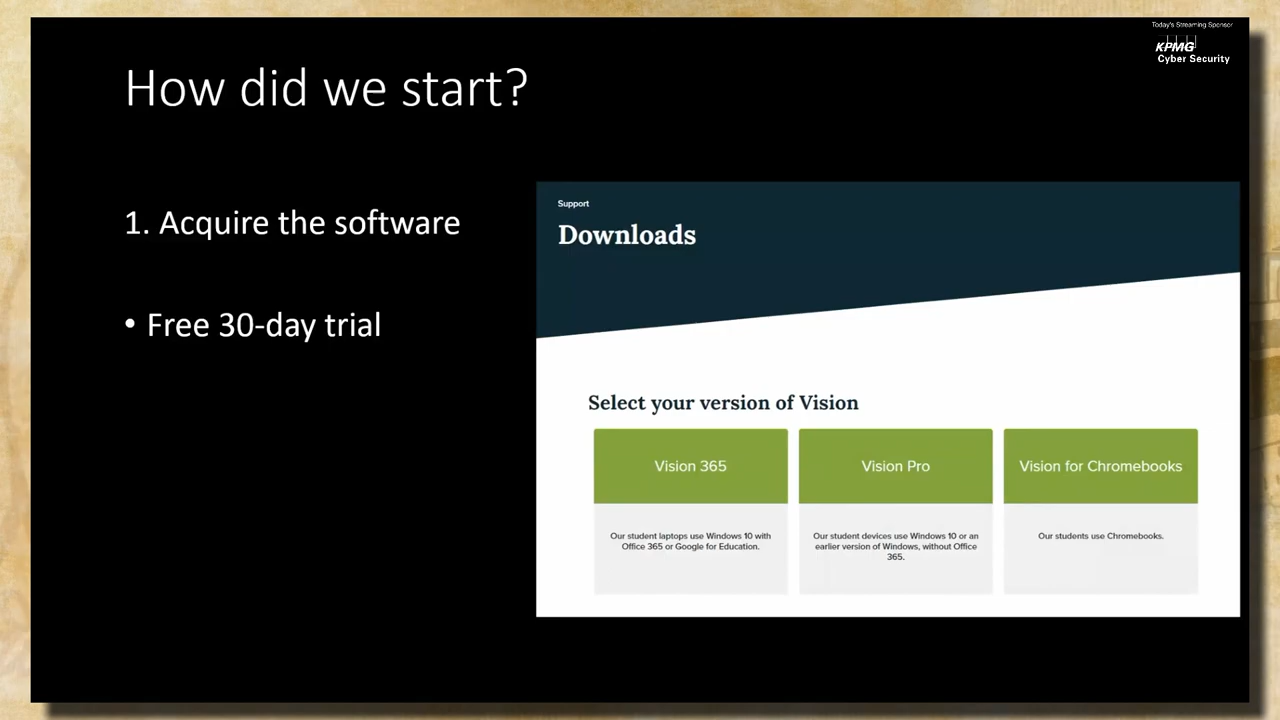 Today's Streaming Sponsor
KPMG
Cyber Security
How did we start?
1. Acquire the software
• Free 30-day trial
Support
Downloads
Select your version of Vision
Vision 365
Our student laptops use Windows 10 with
Office 365 or Google for Education.
Vision Pro
Our student devices use Windows 10 or an
earlier version of Windows, without Office
365.
Vision for Chromebooks
Our students use Chromebooks.